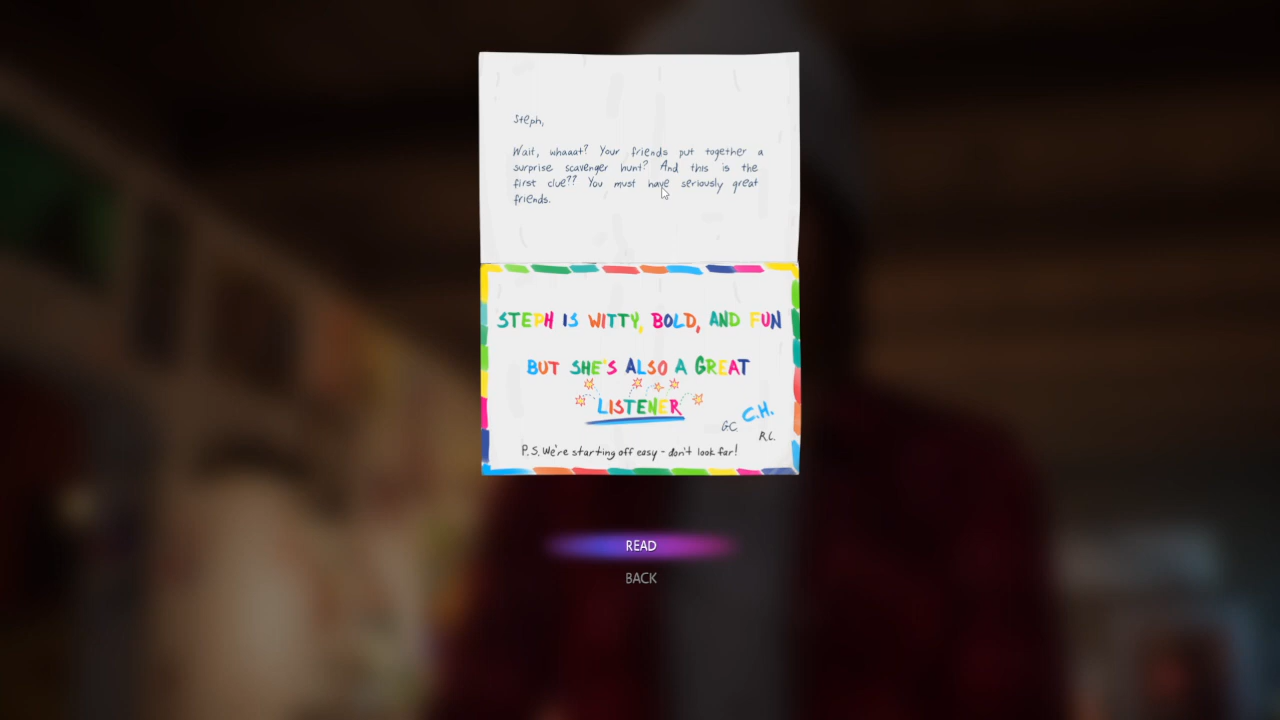 Steph,
Wait, whaaat? Your friends put together a
surprise scavenger hunt? And this is the
first clue?? You must have seriously great
friends.
STEPH IS WITTY, BOLD, AND FUN
BUT SHE'S ALSO A GREAT
LISTENER
C.H.
GC
R.L.
P.S. We're starting off easy - don't look far!
READ
BACK